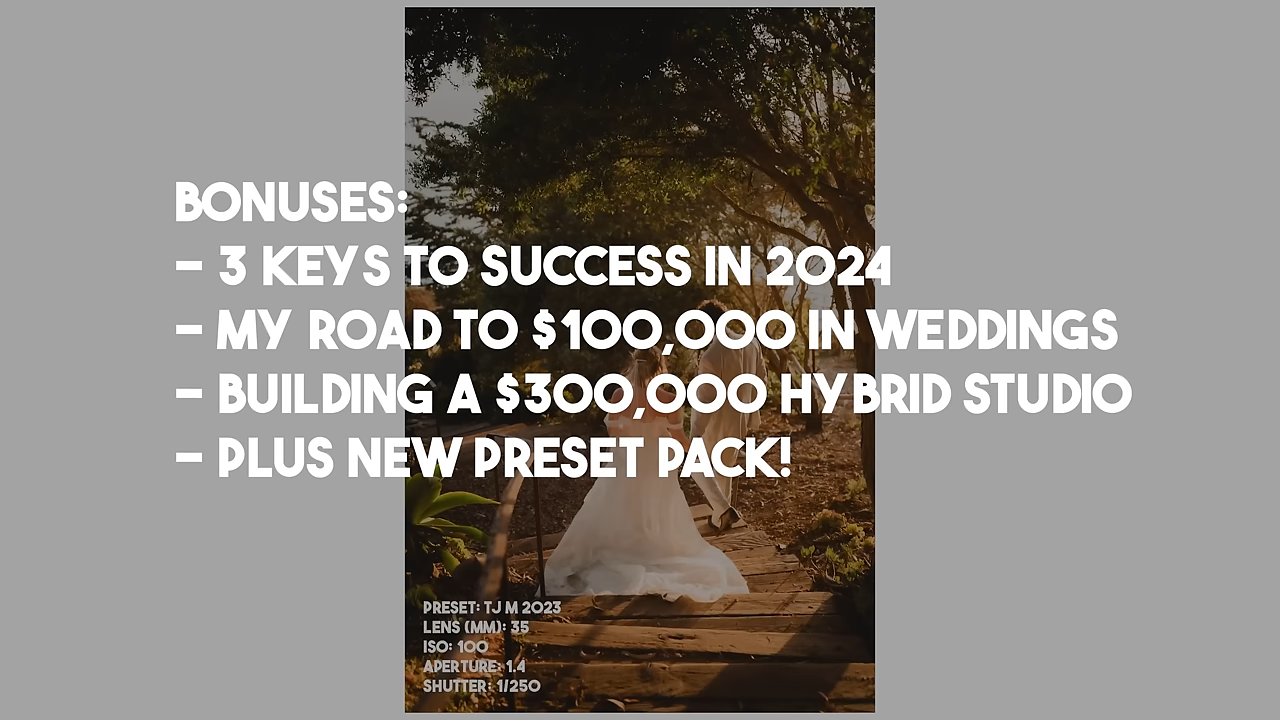 BONUSES:
- 3 KEYS TO SUCCESS IN 2024
- MY ROAD TO $100,000 IN WEDDINGS
- BUILDING A $300,000 HYBRID STUDIO
- PLUS NEW PRESET PACK!
PRESET: TJ M 2023
LENS (MM): 35
ISO: 100
APERTURE: 1.4
SHUTTER: 1/250